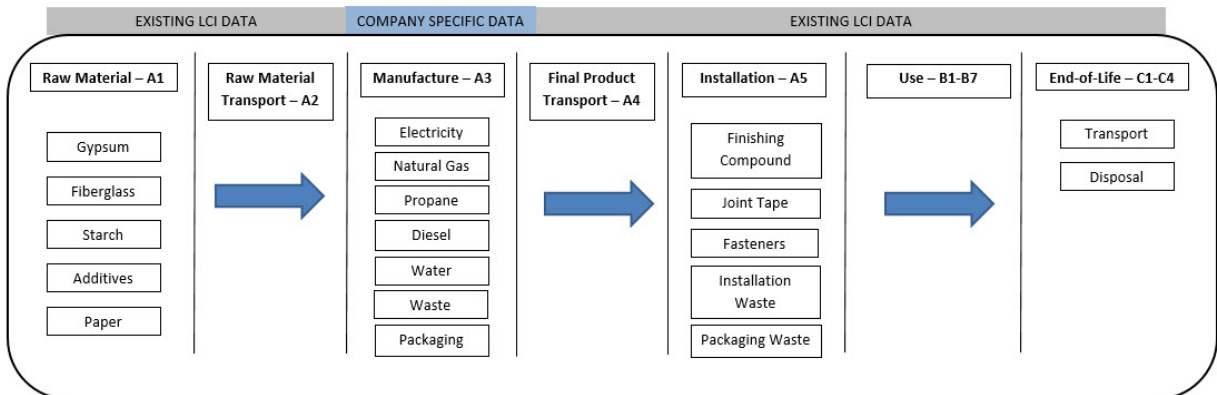 EXISTING LCI DATA
COMPANY SPECIFIC DATA
EXISTING LCI DATA
Raw Material – A1
Gypsum
Fiberglass
Starch
Additives
Paper
Raw Material
Transport – A2
Manufacture – A3
Electricity
Natural Gas
Propane
Diesel
Water
Waste
Packaging
Final Product
Transport – A4
Installation – A5
Finishing
Compound
Joint Tape
Fasteners
Installation
Waste
Packaging Waste
Use – B1-B7
End-of-Life – C1-C4
Transport
Disposal